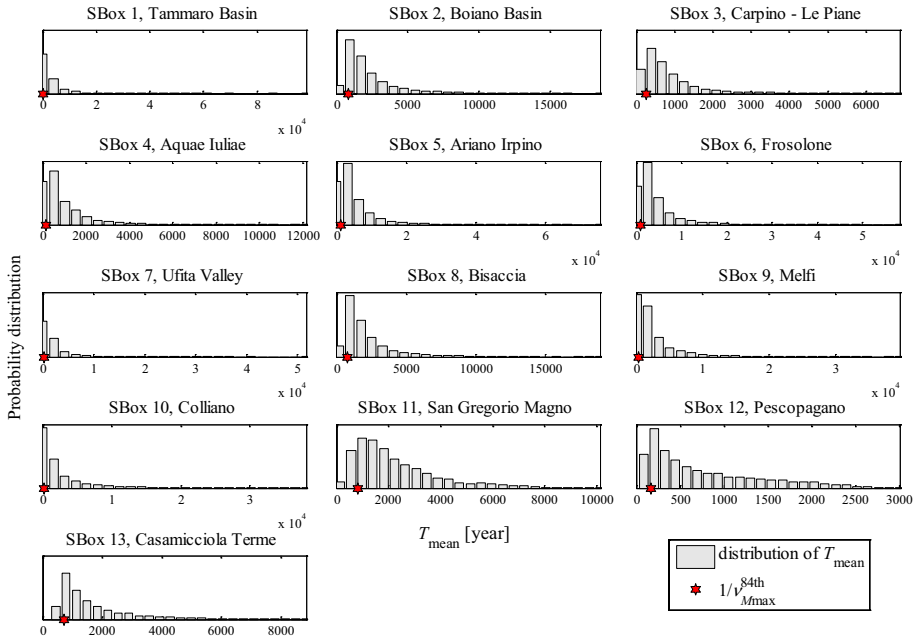 SBox 1, Tammaro Basin
0 2 4 6 8
x 10^4
SBox 2, Boiano Basin
0 5000 10000 15000
SBox 3, Carpino - Le Piane
0 1000 2000 3000 4000 5000 6000
SBox 4, Aquae Iuliae
0 2000 4000 6000 8000 10000 12000
SBox 5, Ariano Irpino
0 2 4 6
x 10^4
SBox 6, Frosolone
0 1 2 3 4 5
x 10^4
Probability distribution
SBox 7, Ufita Valley
0 1 2 3 4 5
x 10^4
SBox 8, Bisaccia
0 5000 10000 15000
SBox 9, Melfi
0 1 2 3
x 10^4
SBox 10, Colliano
0 1 2 3
x 10^4
SBox 11, San Gregorio Magno
0 2000 4000 6000 8000 10000
SBox 12, Pescopagano
0 500 1000 1500 2000 2500 3000
SBox 13, Casamicciola Terme
0 2000 4000 6000 8000
T_mean [year]
distribution of T_mean
1/ν^84th_Mmax